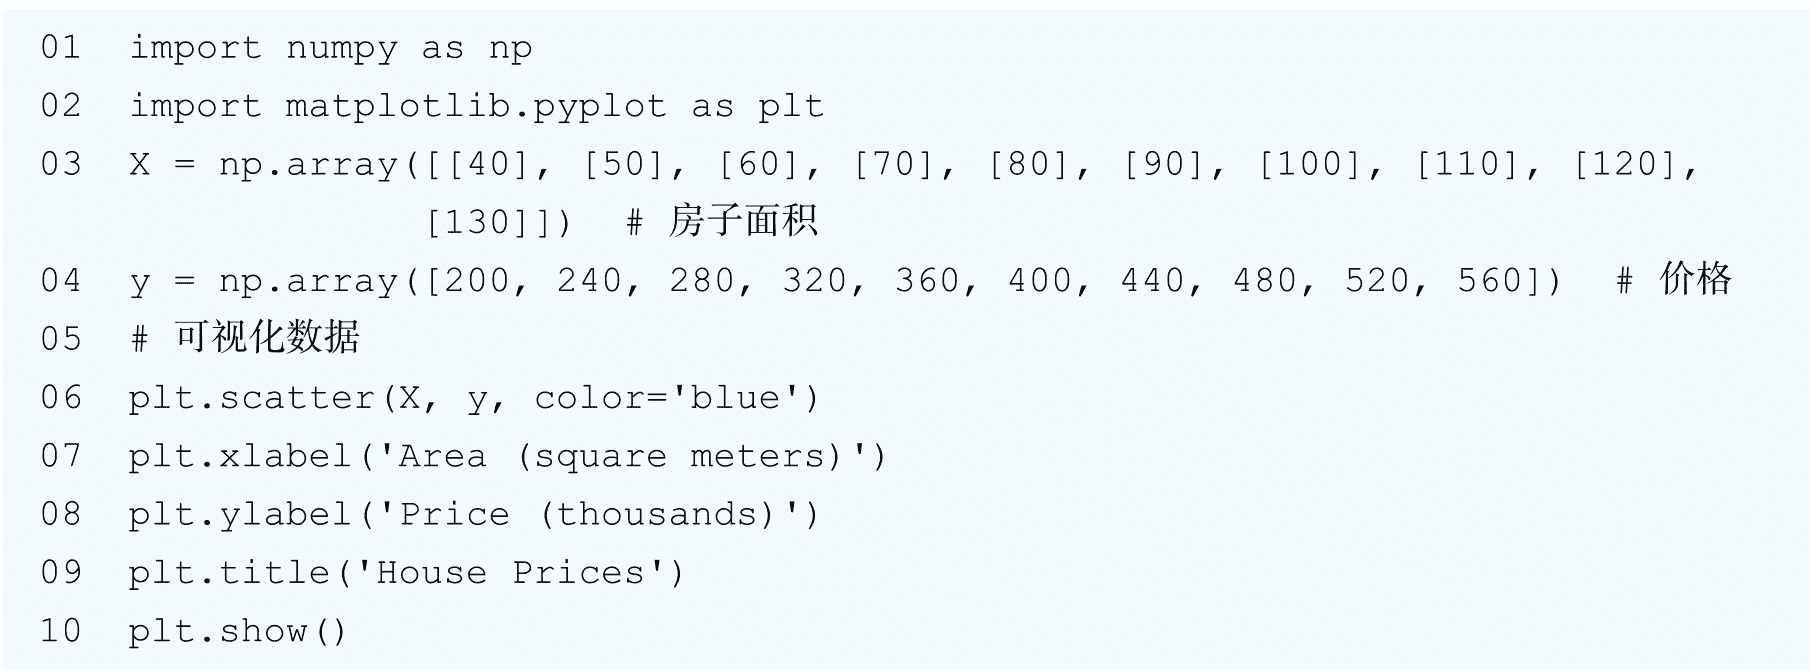 01 import numpy as np
02 import matplotlib.pyplot as plt
03 X = np.array([[40], [50], [60], [70], [80], [90], [100], [110], [120],
[130]]) # 房子面积
04 y = np.array([200, 240, 280, 320, 360, 400, 440, 480, 520, 560]) # 价格
05 # 可视化数据
06 plt.scatter(X, y, color='blue')
07 plt.xlabel('Area (square meters)')
08 plt.ylabel('Price (thousands)')
09 plt.title('House Prices')
10 plt.show()